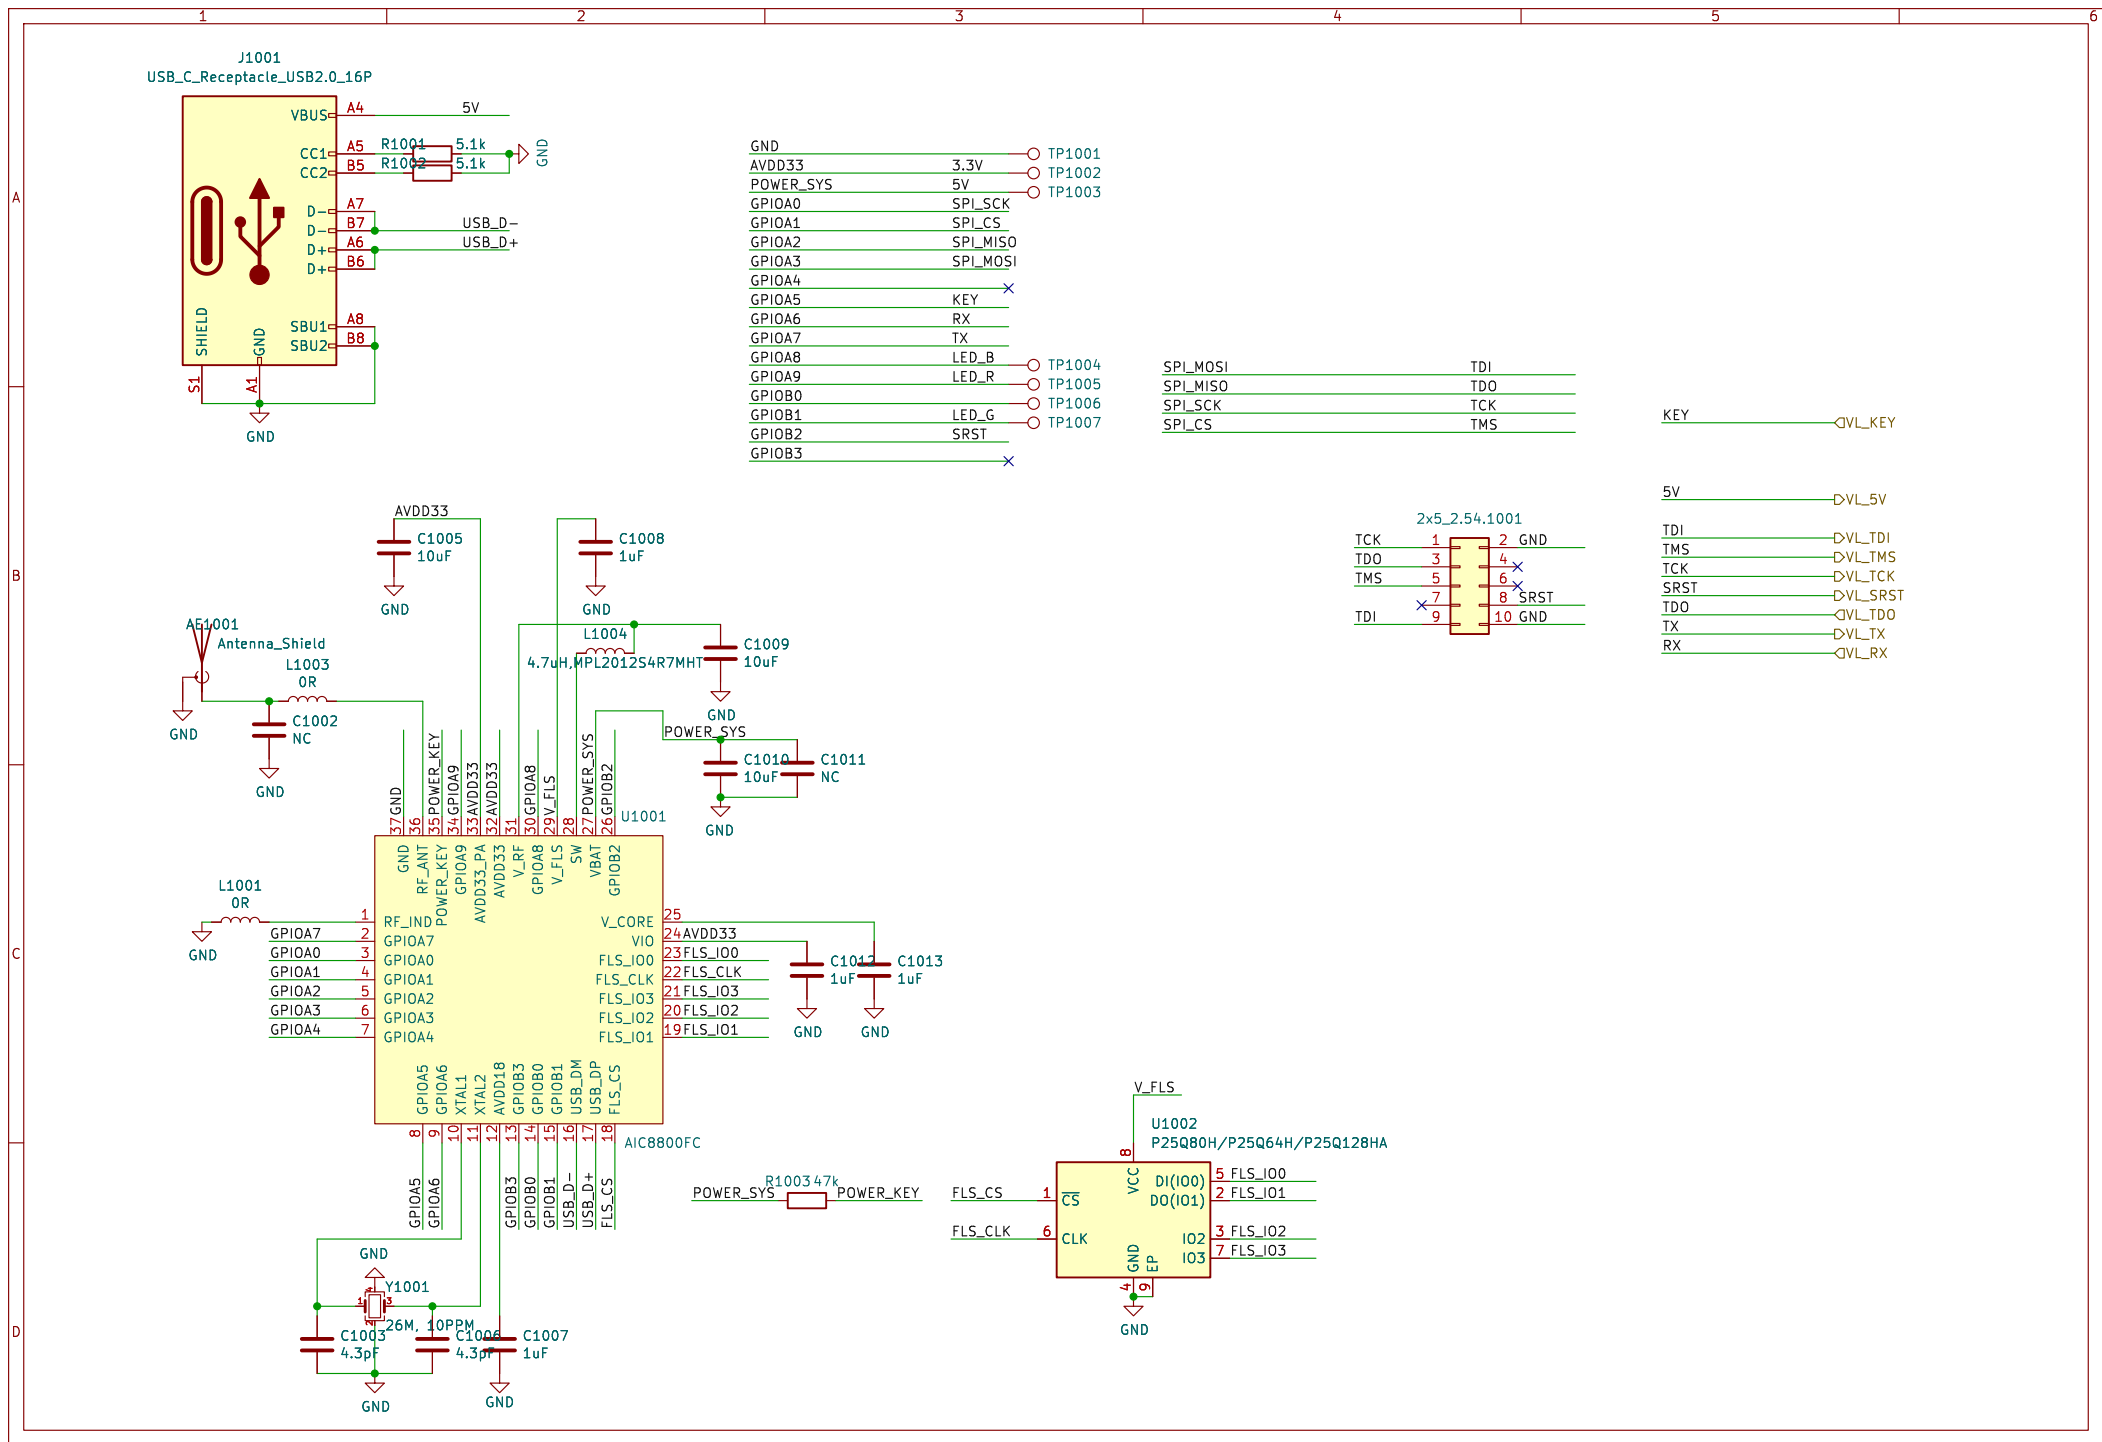 1 2 3 4 5 6
A
B
C
D
J1001
USB_C_Receptacle_USB2.0_16P
VBUS A4 5V
CC1 A5 R1001 5.1k
CC2 B5 R1002 5.1k
GND
D- A7
D- B7 USB_D-
D+ A6 USB_D+
D+ B6
SBU1 A8
SBU2 B8
SHIELD GND
S1 A1
GND
GND TP1001
AVDD33 3.3V TP1002
POWER_SYS 5V TP1003
GPIOA0 SPI_SCK
GPIOA1 SPI_CS
GPIOA2 SPI_MISO
GPIOA3 SPI_MOSI
GPIOA4
GPIOA5 KEY
GPIOA6 RX
GPIOA7 TX
GPIOA8 LED_B TP1004
GPIOA9 LED_R TP1005
GPIOB0 TP1006
GPIOB1 LED_G TP1007
GPIOB2 SRST
GPIOB3
SPI_MOSI TDI
SPI_MISO TDO
SPI_SCK TCK
SPI_CS TMS
KEY VL_KEY
5V VL_5V
TDI VL_TDI
TMS VL_TMS
TCK VL_TCK
SRST VL_SRST
TDO VL_TDO
TX VL_TX
RX VL_RX
2x5_2.54.1001
TCK 1 2 GND
TDO 3 4
TMS 5 6
7 8 SRST
TDI 9 10 GND
AVDD33
C1005
10uF
GND
C1008
1uF
GND
AE1001
Antenna_Shield
L1003
0R
GND
C1002
NC
GND
L1004
4.7uH,MPL2012S4R7MHT
C1009
10uF
GND
POWER_SYS
C1010
10uF
C1011
NC
GND
GND
POWER_KEY
GPIOA9
AVDD33
AVDD33
GPIOA8
V_FLS
POWER_SYS
GPIOB2
U1001
37 36 35 34 33 32 31 30 29 28 27 26
GND
RF_ANT
POWER_KEY
GPIOA9
AVDD33_PA
AVDD33
V_RF
GPIOA8
V_FLS
SW
VBAT
GPIOB2
L1001
0R
GND
1 RF_IND
GPIOA7 2 GPIOA7
GPIOA0 3 GPIOA0
GPIOA1 4 GPIOA1
GPIOA2 5 GPIOA2
GPIOA3 6 GPIOA3
GPIOA4 7 GPIOA4
V_CORE 25
VIO 24 AVDD33
FLS_IO0 23 FLS_IO0
FLS_CLK 22 FLS_CLK
FLS_IO3 21 FLS_IO3
FLS_IO2 20 FLS_IO2
FLS_IO1 19 FLS_IO1
C1012
1uF
GND
C1013
1uF
GND
GPIOA5
GPIOA6
XTAL1
XTAL2
AVDD18
GPIOB3
GPIOB0
GPIOB1
USB_DM
USB_DP
FLS_CS
8 9 10 11 12 13 14 15 16 17 18
AIC8800FC
GPIOA5
GPIOA6
GPIOB3
GPIOB0
GPIOB1
USB_D-
USB_D+
FLS_CS
GND
Y1001
1 2 3 4
26M, 10PPM
C1003
4.3pF
C1006
4.3pF
C1007
1uF
GND
GND
R1003 47k
POWER_SYS POWER_KEY
V_FLS
U1002
P25Q80H/P25Q64H/P25Q128HA
8
VCC
FLS_CS 1 CS
FLS_CLK 6 CLK
DI(IO0) 5 FLS_IO0
DO(IO1) 2 FLS_IO1
IO2 3 FLS_IO2
IO3 7 FLS_IO3
GND EP
4 9
GND